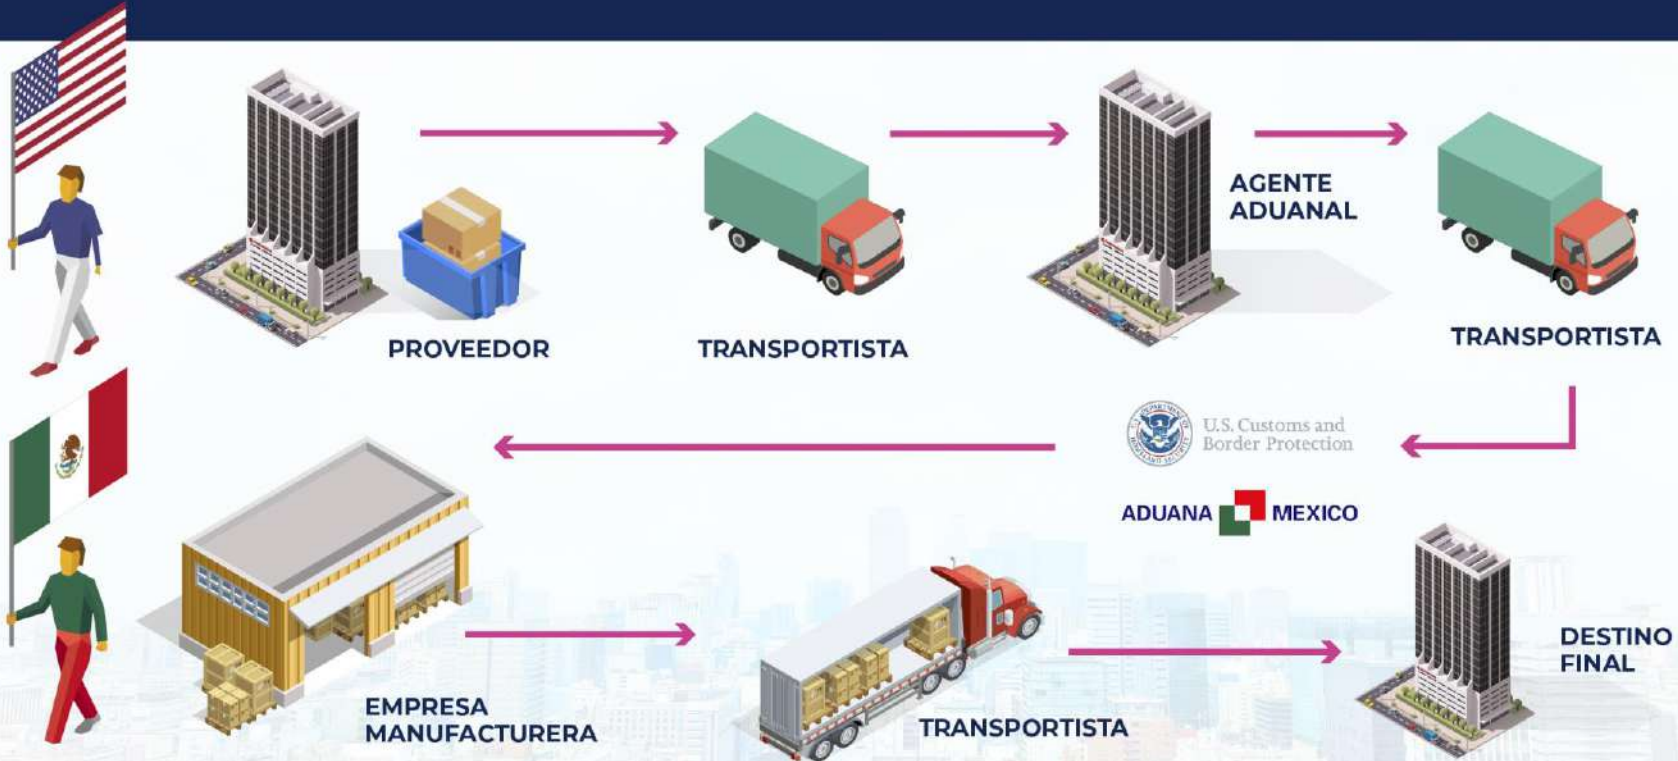 PROVEEDOR
TRANSPORTISTA
AGENTE
ADUANAL
TRANSPORTISTA
U.S. Customs and
Border Protection
ADUANA MEXICO
EMPRESA
MANUFACTURERA
TRANSPORTISTA
DESTINO
FINAL